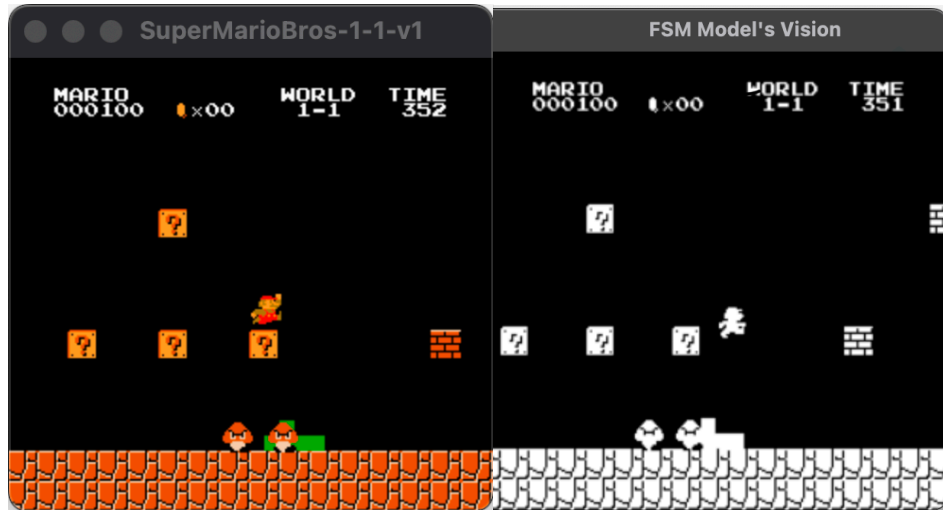 SuperMarioBros-1-1-v1
MARIO WORLD TIME
000100 ×00 1-1 352
?
? ? ?
FSM Model's Vision
MARIO WORLD TIME
000100 ×00 1-1 351
?
? ? ?